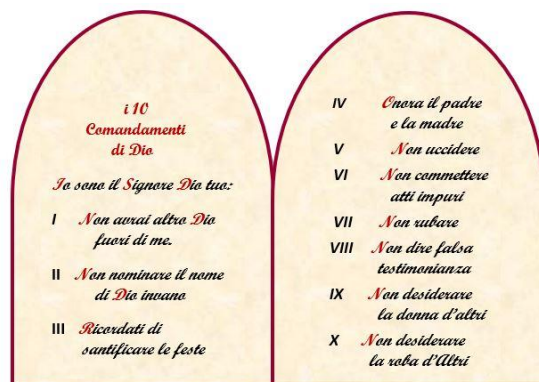 i 10
Comandamenti
di Dio
Io sono il Signore Dio tuo:
I Non avrai altro Dio
fuori di me.
II Non nominare il nome
di Dio invano
III Ricordati di
santificare le feste
IV Onora il padre
e la madre
V Non uccidere
VI Non commettere
atti impuri
VII Non rubare
VIII Non dire falsa
testimonianza
IX Non desiderare
la donna d'altri
X Non desiderare
la roba d'Altri